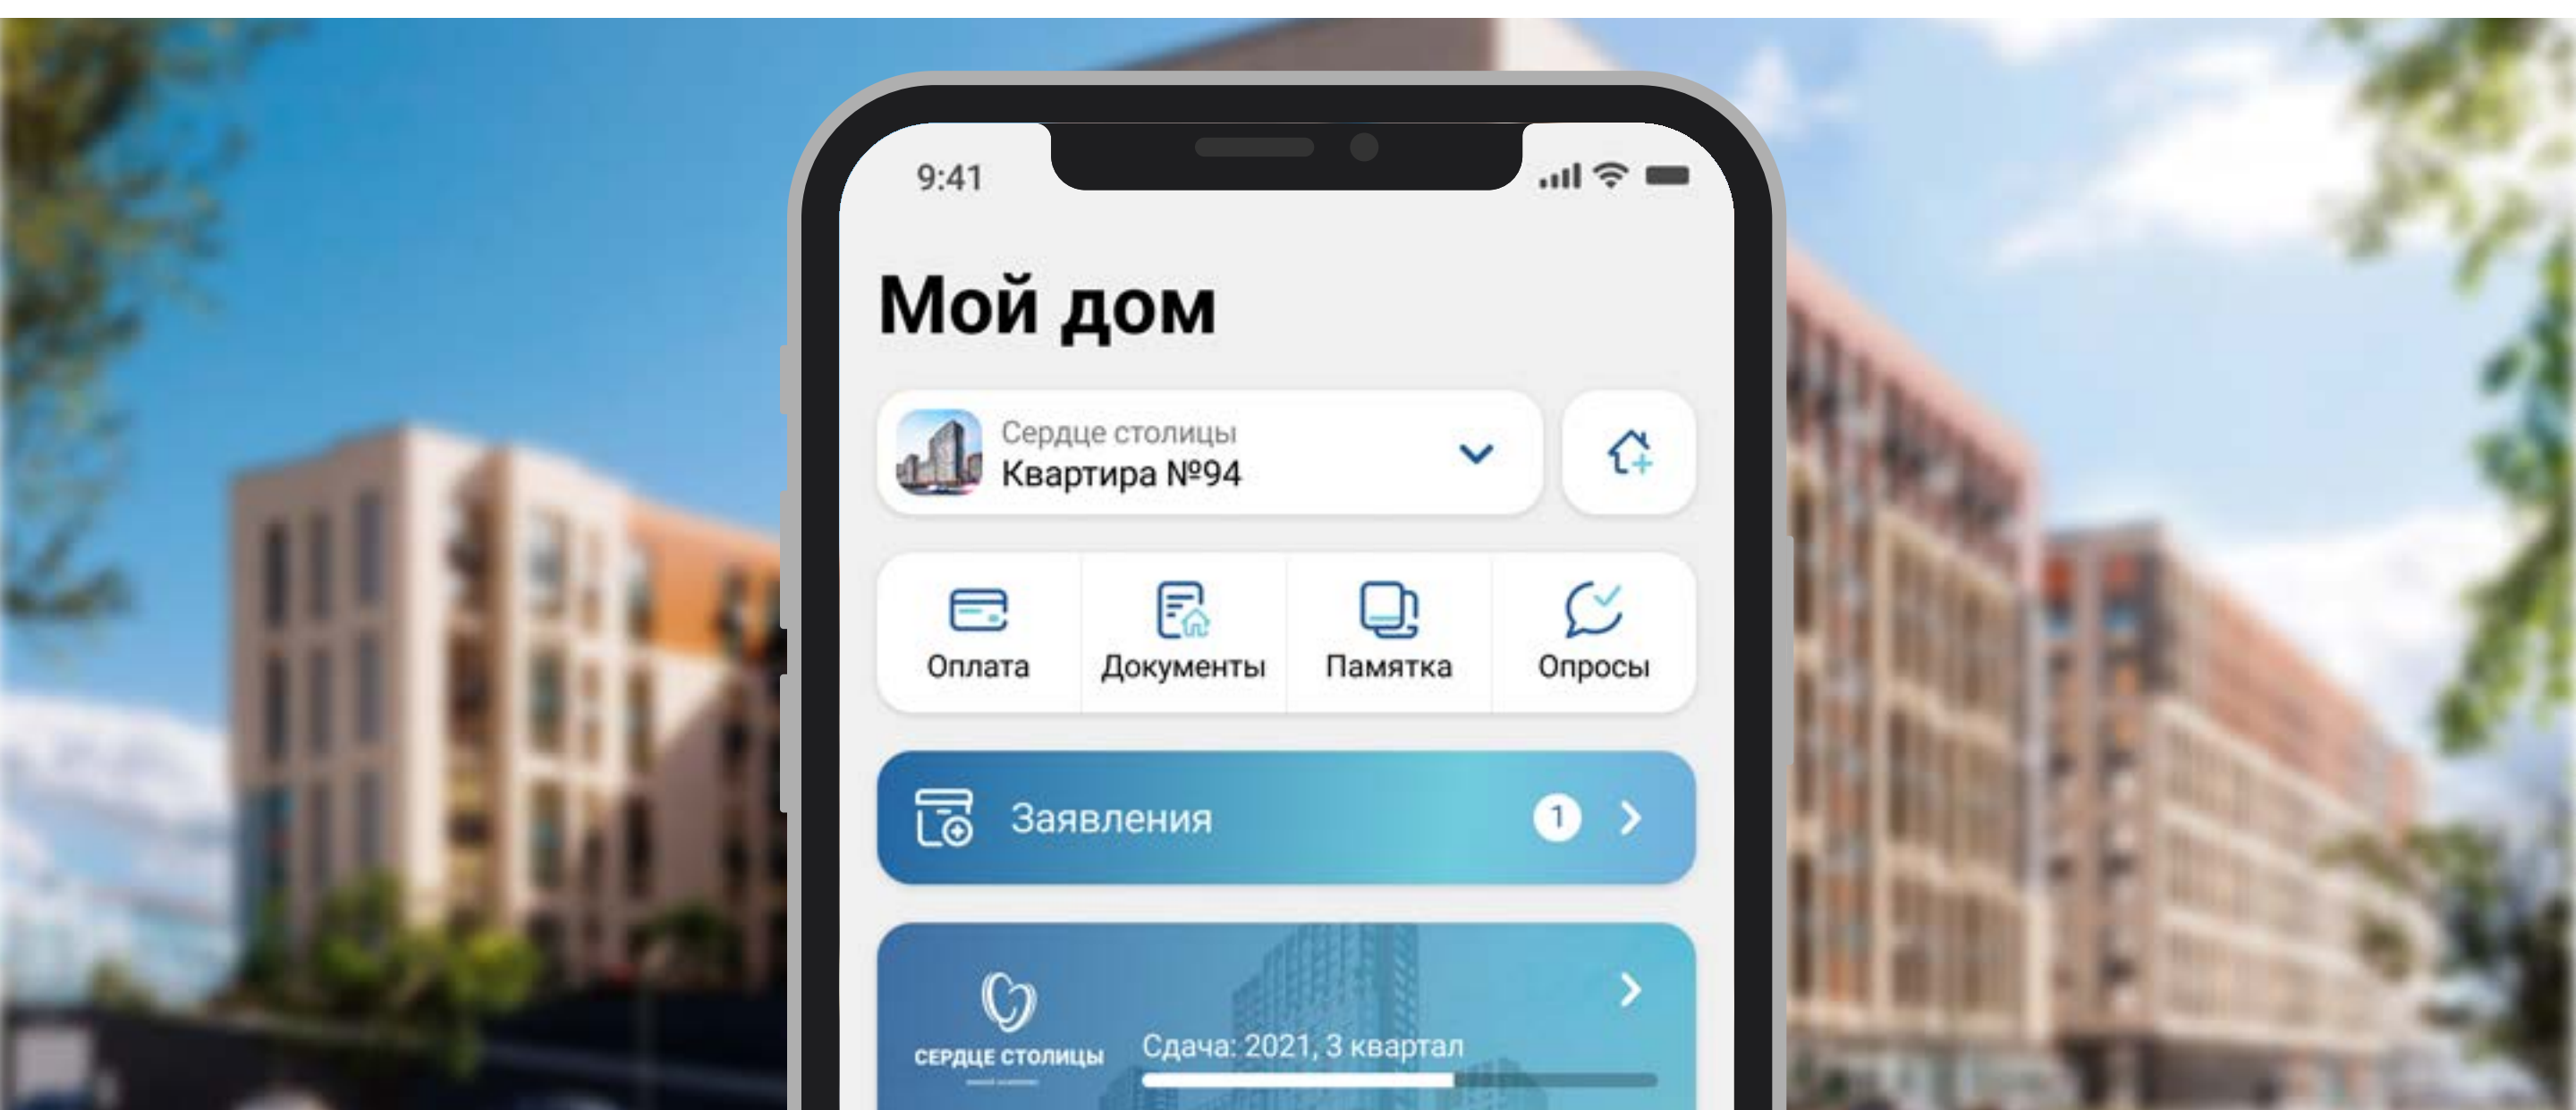 9:41
Мой дом
Сердце столицы
Квартира №94
Оплата
Документы
Памятка
Опросы
Заявления
1
СЕРДЦЕ СТОЛИЦЫ
Сдача: 2021, 3 квартал